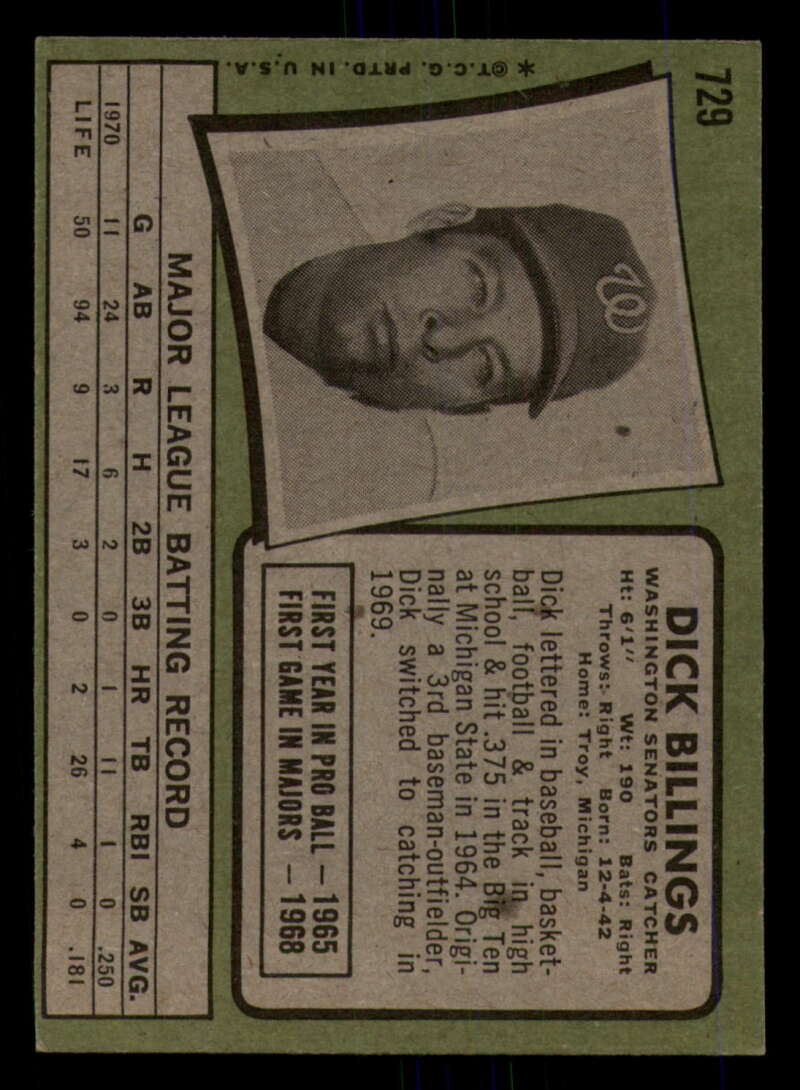 729
* ©T.C.G. PRTD. IN U.S.A.
W
DICK BILLINGS
WASHINGTON SENATORS CATCHER
Ht: 6'1" Wt: 190 Bats: Right
Throws: Right Born: 12-4-42
Home: Troy, Michigan
Dick lettered in baseball, basket-
ball, football & track in high
school & hit .375 in the Big Ten
at Michigan State in 1964. Origi-
nally a 3rd baseman-outfielder,
Dick switched to catching in
1969.
FIRST YEAR IN PRO BALL — 1965
FIRST GAME IN MAJORS — 1968
MAJOR LEAGUE BATTING RECORD
G AB R H 2B 3B HR TB RBI SB AVG.
1970 11 24 3 6 2 0 1 11 1 0 .250
LIFE 50 94 9 17 3 0 2 26 4 0 .181